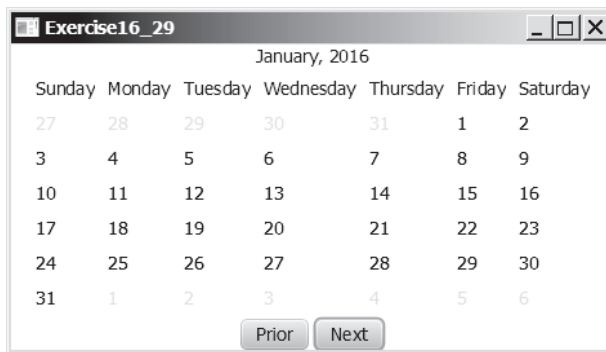 Exercise16_29
January, 2016
Sunday Monday Tuesday Wednesday Thursday Friday Saturday
27 28 29 30 31 1 2
3 4 5 6 7 8 9
10 11 12 13 14 15 16
17 18 19 20 21 22 23
24 25 26 27 28 29 30
31 1 2 3 4 5 6
Prior Next